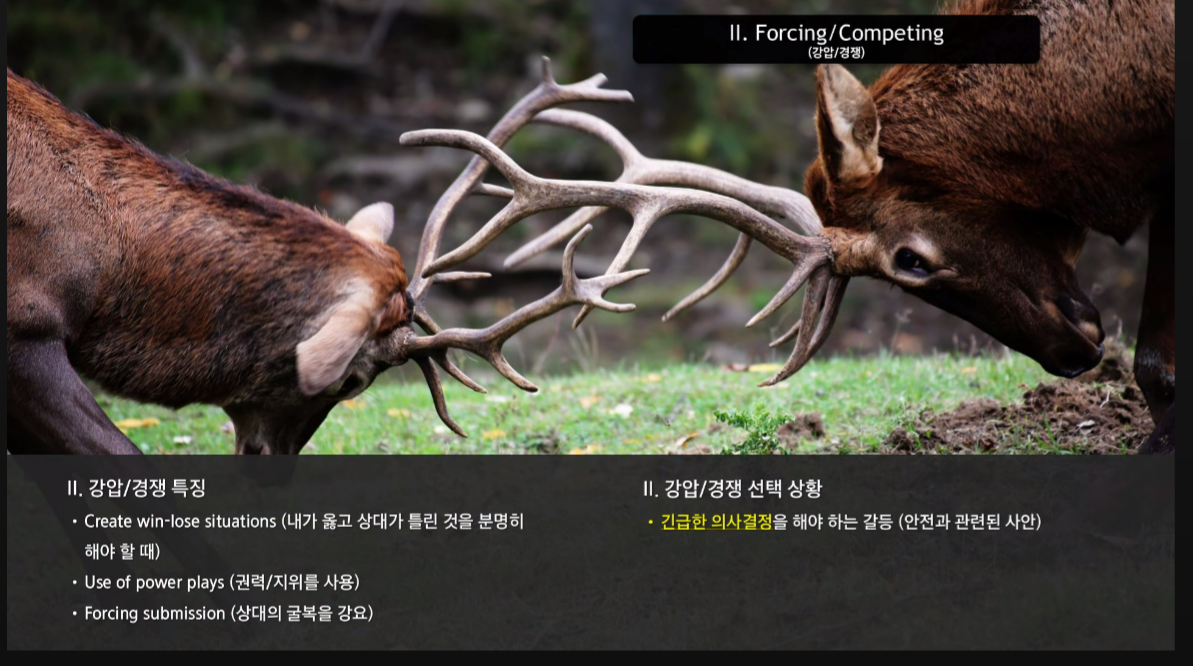 II. Forcing/Competing
(강압/경쟁)
II. 강압/경쟁 특징
• Create win-lose situations (내가 옳고 상대가 틀린 것을 분명히
해야 할 때)
• Use of power plays (권력/지위를 사용)
• Forcing submission (상대의 굴복을 강요)
II. 강압/경쟁 선택 상황
• 긴급한 의사결정을 해야 하는 갈등 (안전과 관련된 사안)